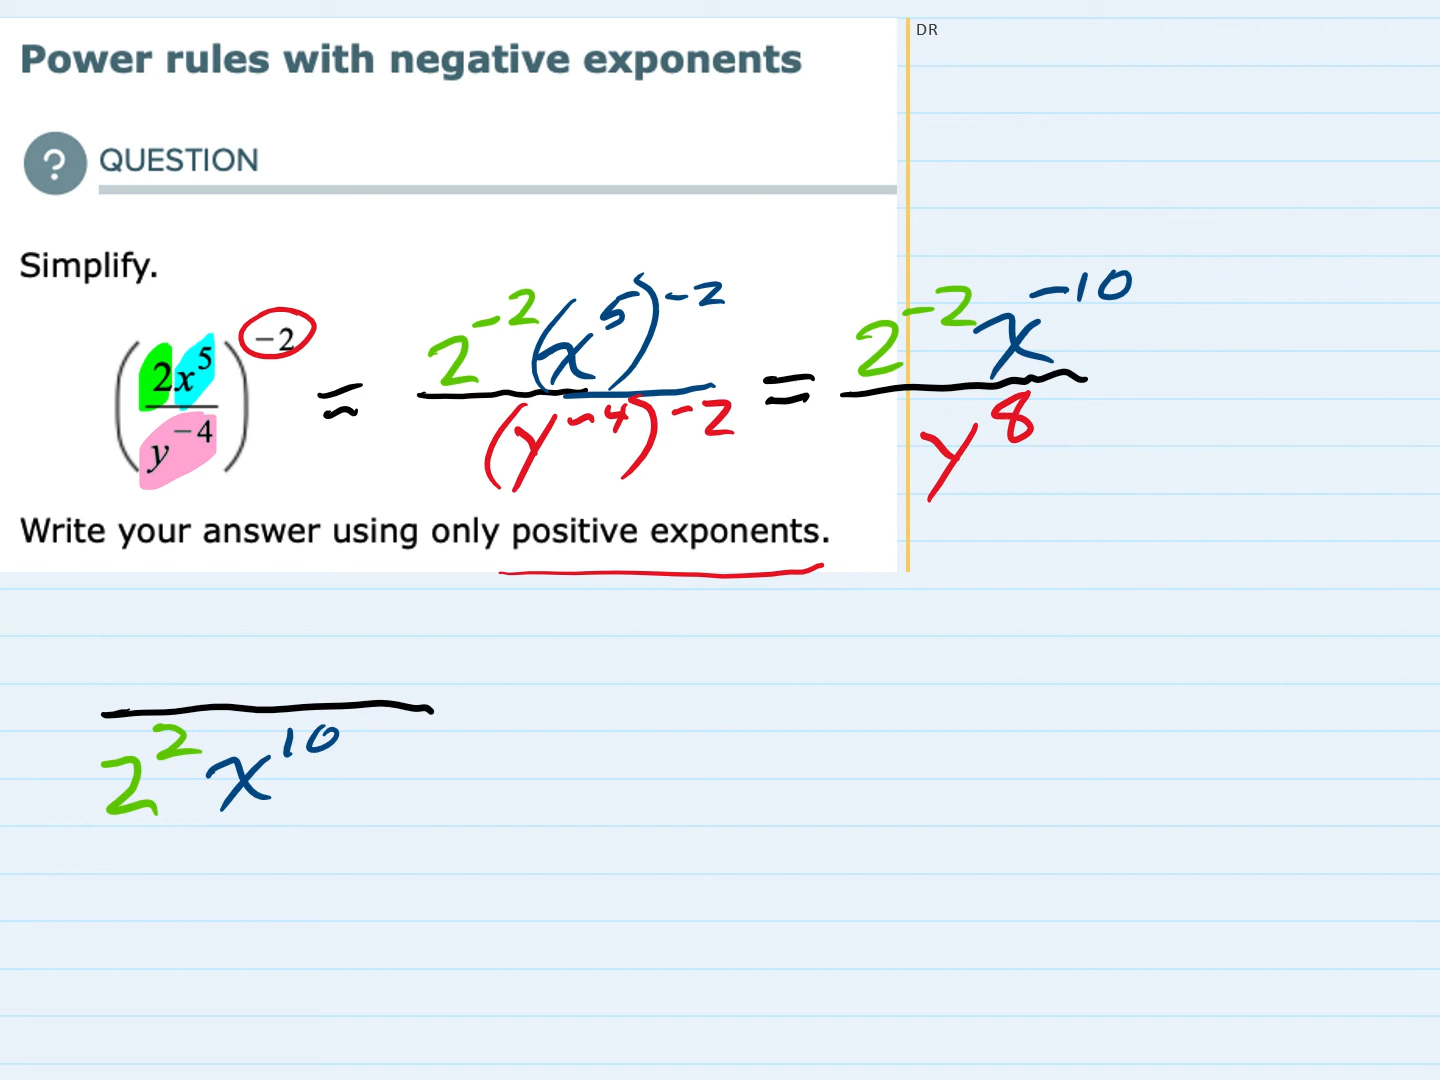 DR
Power rules with negative exponents
? QUESTION
Simplify.
(2x^5 / y^-4)^-2 = 2^-2 (x^5)^-2 / (y^-4)^-2 = 2^-2 x^-10 / y^8
Write your answer using only positive exponents.
2^2 x^10